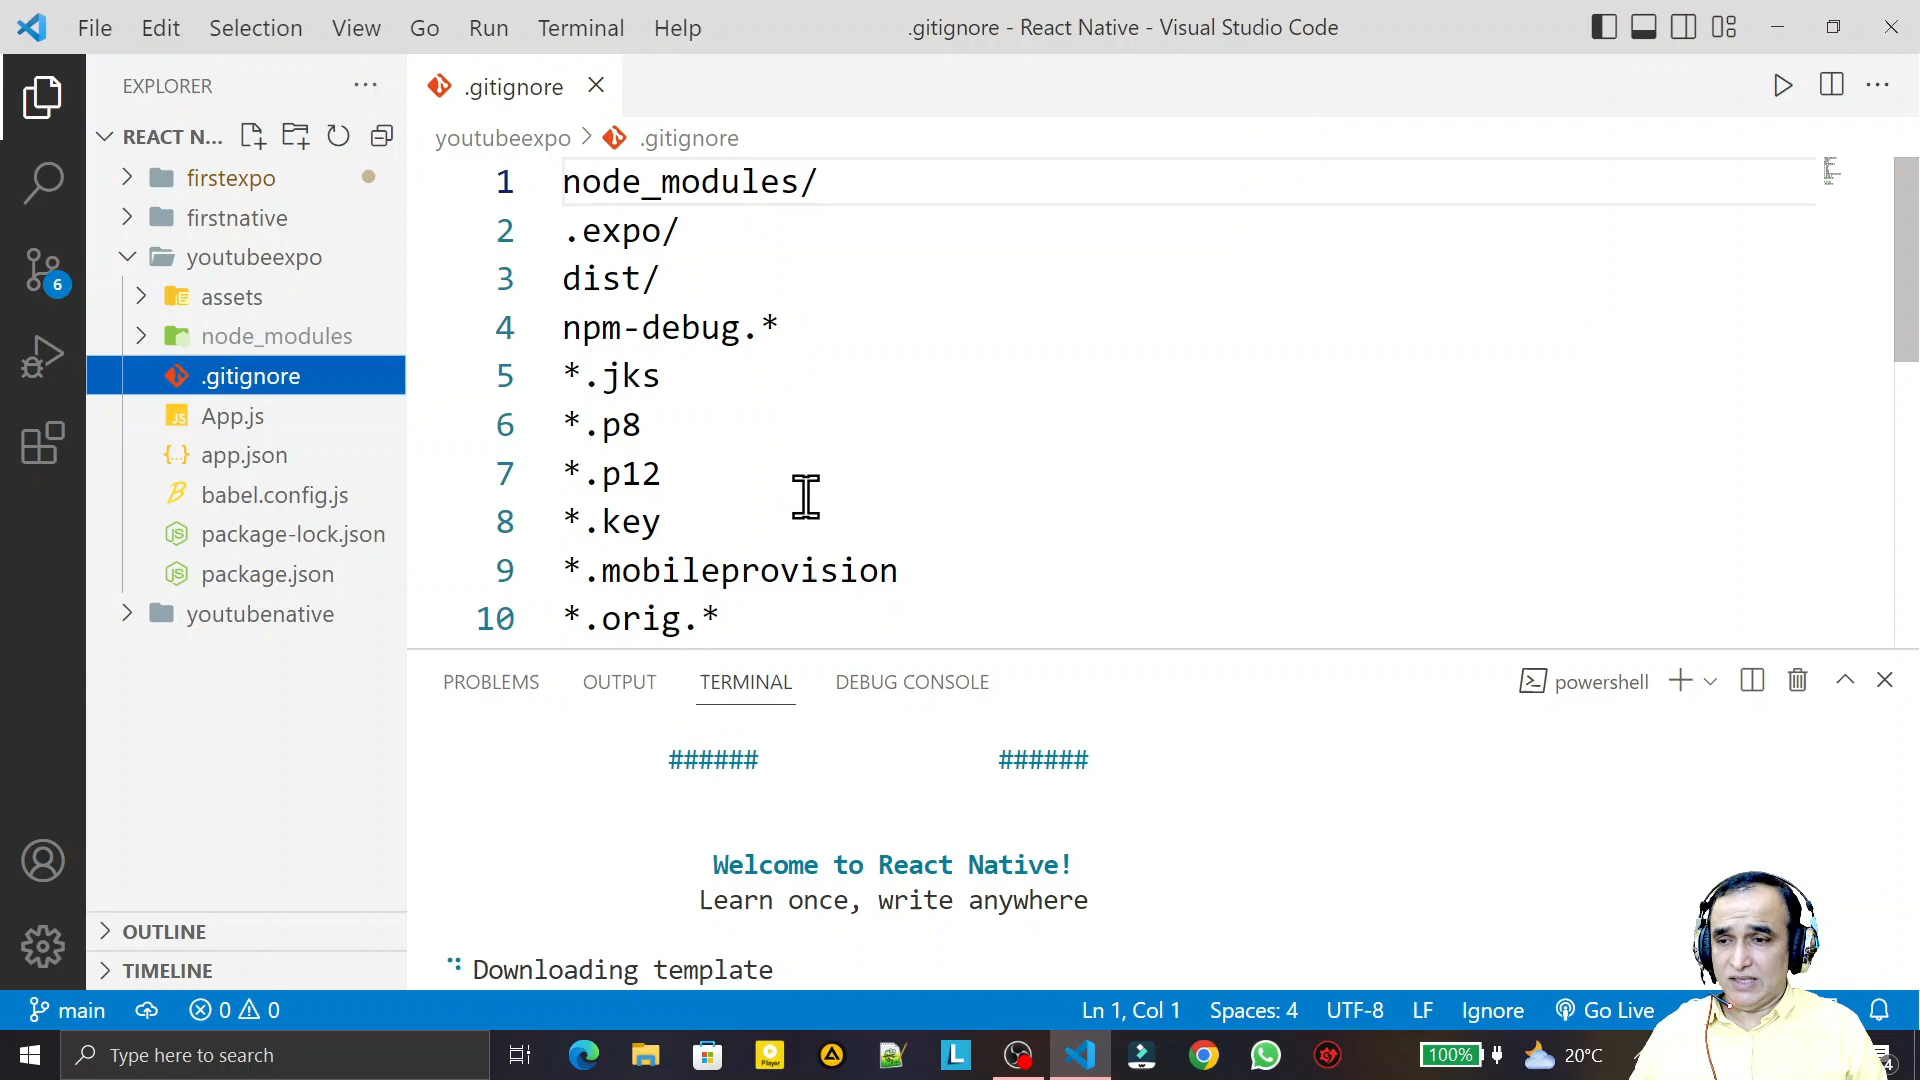 File Edit Selection View Go Run Terminal Help
.gitignore - React Native - Visual Studio Code
EXPLORER
REACT N...
firstexpo
firstnative
youtubeexpo
assets
node_modules
.gitignore
App.js
app.json
babel.config.js
package-lock.json
package.json
youtubenative
OUTLINE
TIMELINE
6
.gitignore
youtubeexpo > .gitignore
1 node_modules/
2 .expo/
3 dist/
4 npm-debug.*
5 *.jks
6 *.p8
7 *.p12
8 *.key
9 *.mobileprovision
10 *.orig.*
PROBLEMS OUTPUT TERMINAL DEBUG CONSOLE
powershell
###### ######
Welcome to React Native!
Learn once, write anywhere
Downloading template
main 0 0
Ln 1, Col 1 Spaces: 4 UTF-8 LF Ignore Go Live
Type here to search
100% 20°C